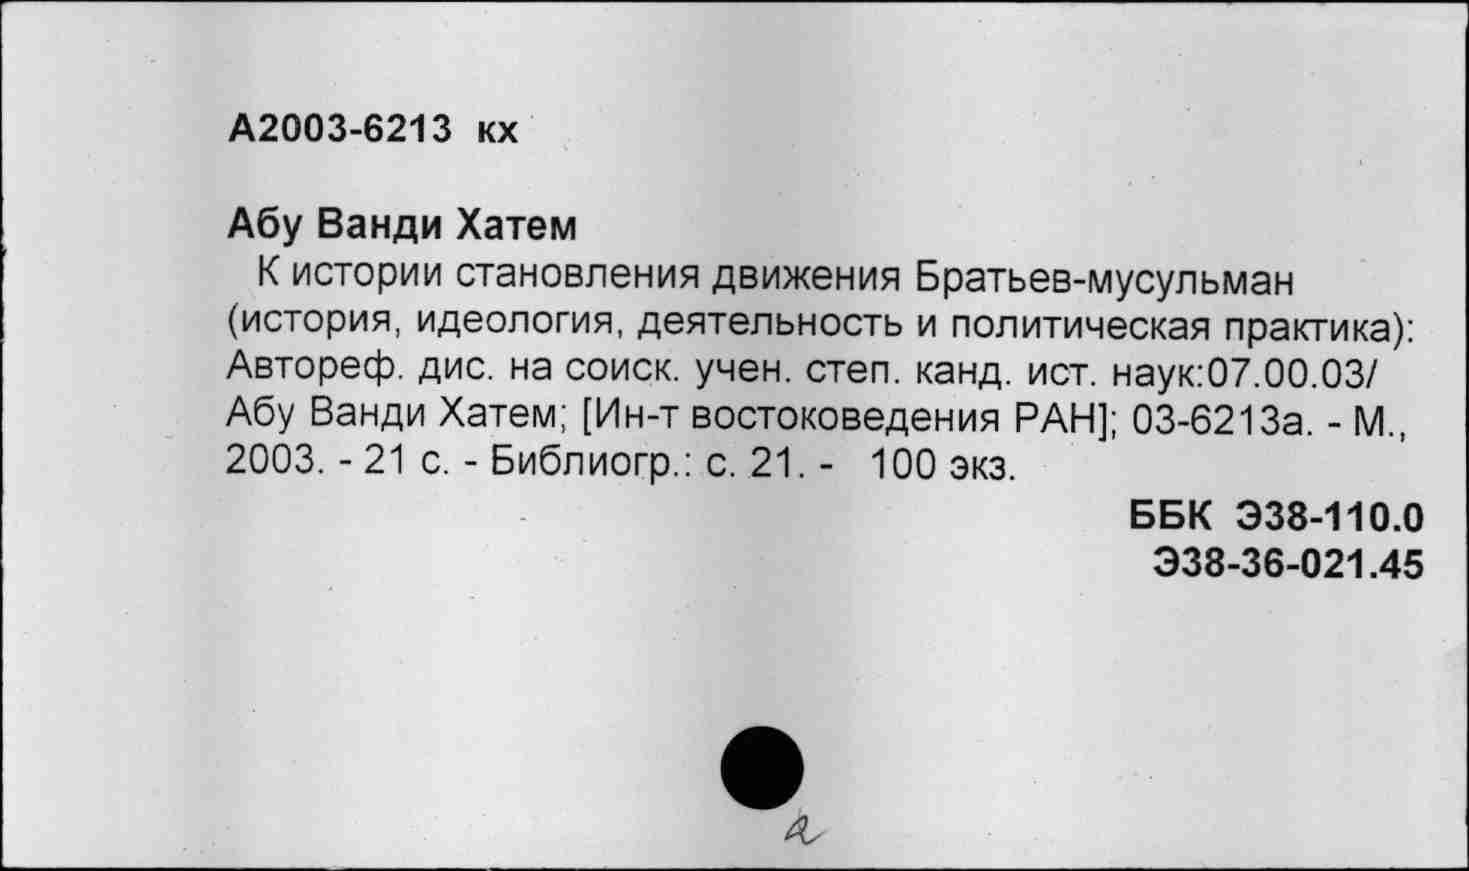 А2003-6213 кх
Абу Ванди Хатем
К истории становления движения Братьев-мусульман
(история, идеология, деятельность и политическая практика):
Автореф. дис. на соиск. учен. степ. канд. ист. наук:07.00.03/
Абу Ванди Хатем; [Ин-т востоковедения РАН]; 03-6213а. - М.,
2003. - 21 с. - Библиогр.: с. 21. - 100 экз.
ББК Э38-110.0
Э38-36-021.45